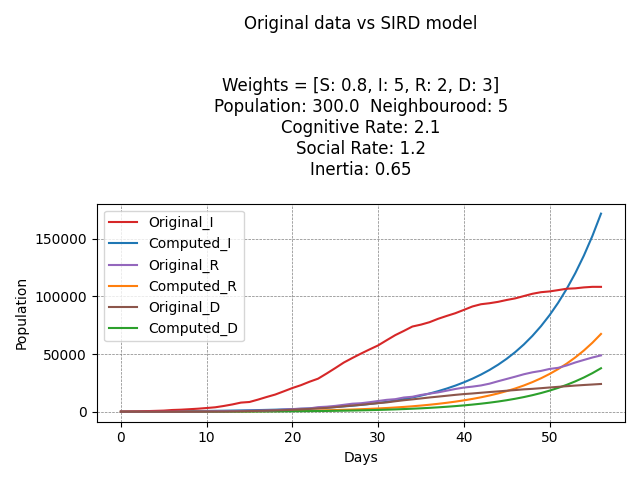 Original data vs SIRD model
Weights = [S: 0.8, I: 5, R: 2, D: 3]
Population: 300.0  Neighbourood: 5
Cognitive Rate: 2.1
Social Rate: 1.2
Inertia: 0.65
Original_I
Computed_I
Original_R
Computed_R
Original_D
Computed_D
Population
150000
100000
50000
0
0 10 20 30 40 50
Days